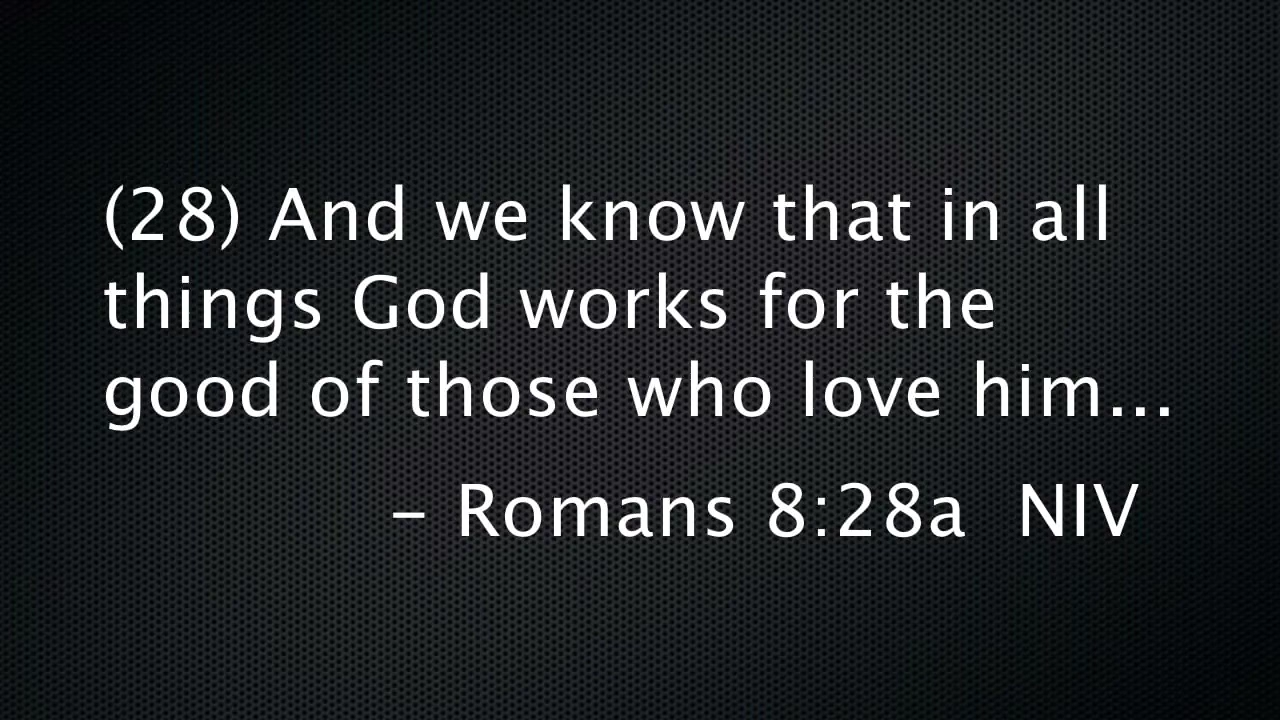 (28) And we know that in all
things God works for the
good of those who love him...
– Romans 8:28a  NIV